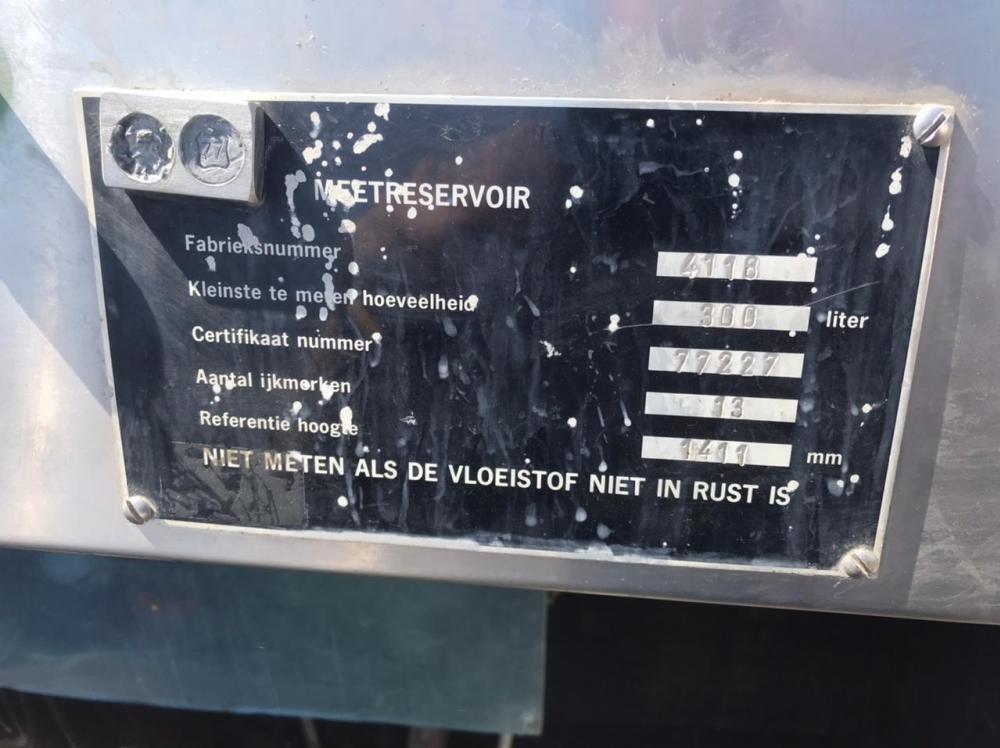 77
MEETRESERVOIR
Fabrieksnummer 4118
Kleinste te meten hoeveelheid 300 liter
Certifikaat nummer 77227
Aantal ijkmerken 13
Referentie hoogte 1411 mm
NIET METEN ALS DE VLOEISTOF NIET IN RUST IS